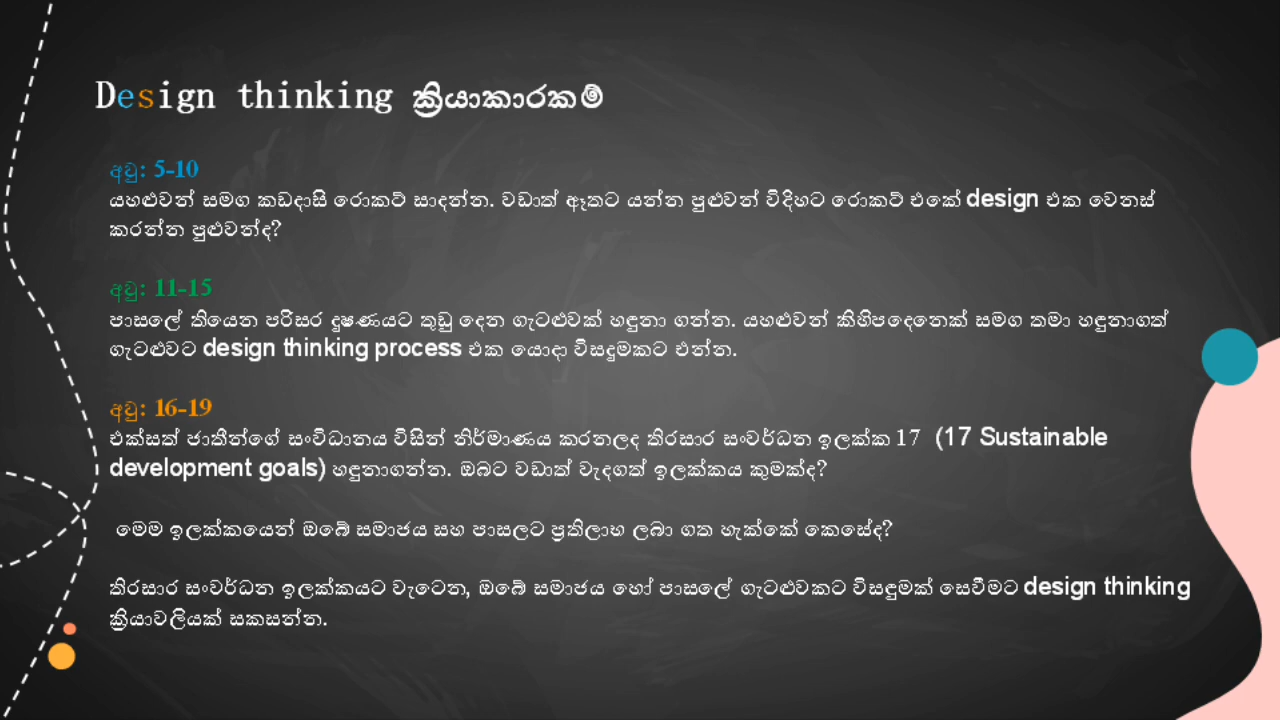 Design thinking ක්‍රියාකාරකම්
අවු: 5-10
යහළුවන් සමග කඩදාසි රොකට් සාදන්න. වඩාත් ඈතට යන්න පුළුවන් විදිහට රොකට් එකේ design එක වෙනස්
කරන්න පුළුවන්ද?
අවු: 11-15
පාසලේ තියෙන පරිසර දූෂණයට තුඩු දෙන ගැටළුවක් හඳුනා ගන්න. යහළුවන් කිහිපදෙනෙක් සමග තමා හඳුනාගත්
ගැටළුවට design thinking process එක යොදා විසදුමකට එන්න.
අවු: 16-19
එක්සත් ජාතීන්ගේ සංවිධානය විසින් නිර්මාණය කරනලද තිරසාර සංවර්ධන ඉලක්ක 17 (17 Sustainable
development goals) හඳුනාගන්න. ඔබට වඩාත් වැදගත් ඉලක්කය කුමක්ද?
මෙම ඉලක්කයෙන් ඔබේ සමාජය සහ පාසලට ප්‍රතිලාභ ලබා ගත හැක්කේ කෙසේද?
තිරසාර සංවර්ධන ඉලක්කයට වැටෙන, ඔබේ සමාජය හෝ පාසලේ ගැටළුවකට විසඳුමක් සෙවීමට design thinking
ක්‍රියාවලියක් සකසන්න.